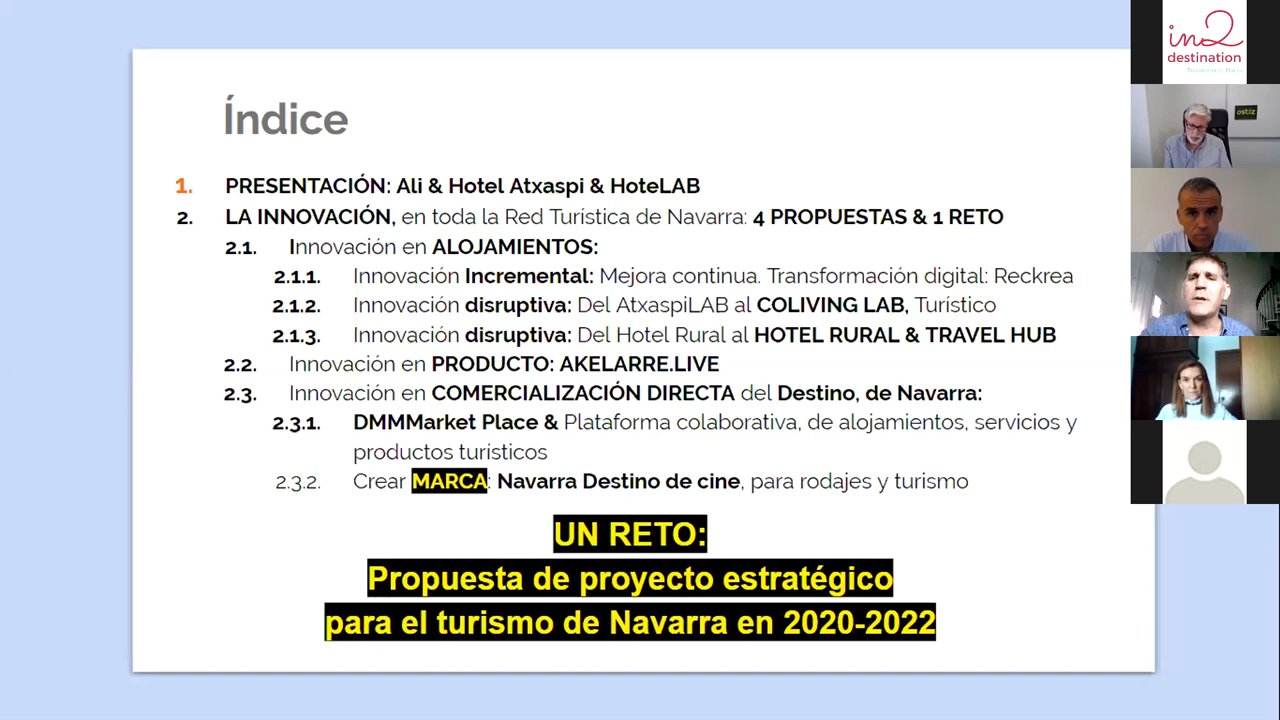 Índice
1. PRESENTACIÓN: Ali & Hotel Atxaspi & HoteLAB
2. LA INNOVACIÓN, en toda la Red Turística de Navarra: 4 PROPUESTAS & 1 RETO
2.1. Innovación en ALOJAMIENTOS:
2.1.1. Innovación Incremental: Mejora continua. Transformación digital: Reckrea
2.1.2. Innovación disruptiva: Del AtxaspiLAB al COLIVING LAB, Turístico
2.1.3. Innovación disruptiva: Del Hotel Rural al HOTEL RURAL & TRAVEL HUB
2.2. Innovación en PRODUCTO: AKELARRE.LIVE
2.3. Innovación en COMERCIALIZACIÓN DIRECTA del Destino, de Navarra:
2.3.1. DMMMarket Place & Plataforma colaborativa, de alojamientos, servicios y
productos turísticos
2.3.2. Crear MARCA: Navarra Destino de cine, para rodajes y turismo
UN RETO:
Propuesta de proyecto estratégico
para el turismo de Navarra en 2020-2022
in2
destination
ostiz